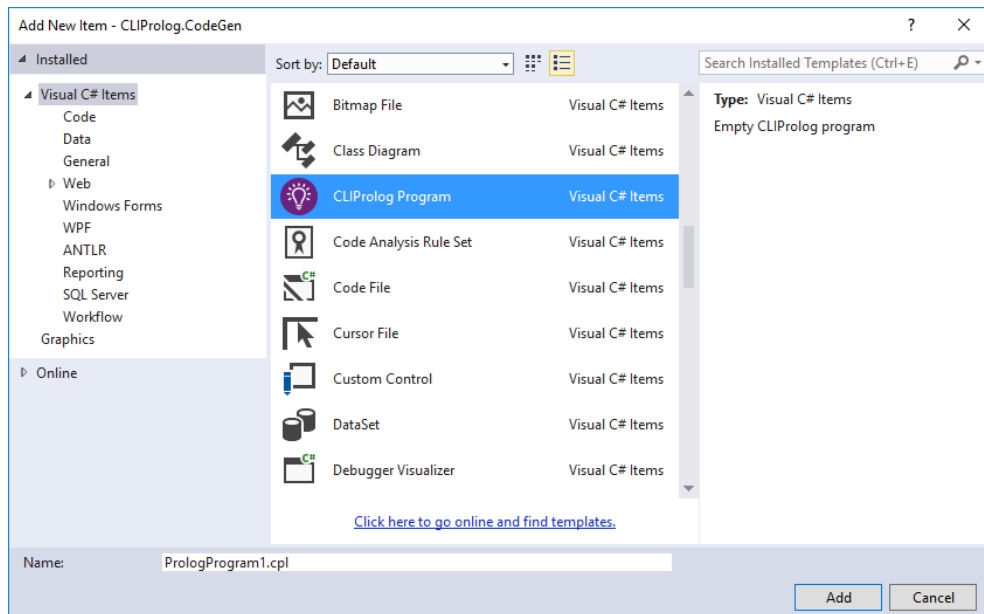 Add New Item - CLIProlog.CodeGen
? 
Installed
Sort by: Default
Search Installed Templates (Ctrl+E)
Visual C# Items
Code
Data
General
Web
Windows Forms
WPF
ANTLR
Reporting
SQL Server
Workflow
Graphics
Online
Bitmap File Visual C# Items
Class Diagram Visual C# Items
CLIProlog Program Visual C# Items
Code Analysis Rule Set Visual C# Items
C# Code File Visual C# Items
Cursor File Visual C# Items
Custom Control Visual C# Items
DataSet Visual C# Items
C# Debugger Visualizer Visual C# Items
Click here to go online and find templates.
Type: Visual C# Items
Empty CLIProlog program
Name: PrologProgram1.cpl
Add Cancel